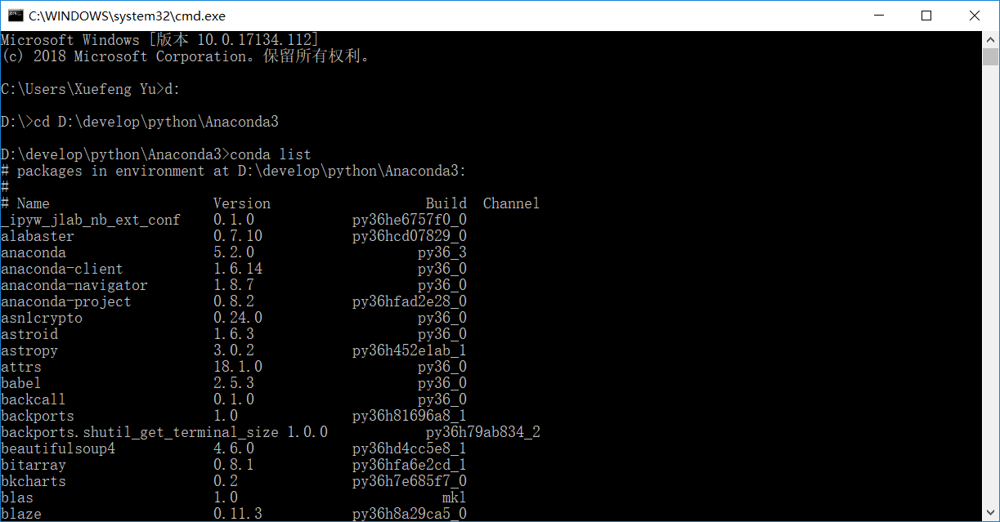 C:\WINDOWS\system32\cmd.exe
Microsoft Windows [版本 10.0.17134.112]
(c) 2018 Microsoft Corporation。保留所有权利。
C:\Users\Xuefeng Yu>d:
D:\>cd D:\develop\python\Anaconda3
D:\develop\python\Anaconda3>conda list
# packages in environment at D:\develop\python\Anaconda3:
#
# Name                    Version                   Build  Channel
_ipyw_jlab_nb_ext_conf    0.1.0            py36he6757f0_0
alabaster                 0.7.10           py36hcd07829_0
anaconda                  5.2.0                    py36_3
anaconda-client           1.6.14                   py36_0
anaconda-navigator        1.8.7                    py36_0
anaconda-project          0.8.2            py36hfad2e28_0
asn1crypto                0.24.0                   py36_0
astroid                   1.6.3                    py36_0
astropy                   3.0.2            py36h452e1ab_1
attrs                     18.1.0                   py36_0
babel                     2.5.3                    py36_0
backcall                  0.1.0                    py36_0
backports                 1.0              py36h81696a8_1
backports.shutil_get_terminal_size 1.0.0            py36h79ab834_2
beautifulsoup4            4.6.0            py36hd4cc5e8_1
bitarray                  0.8.1            py36hfa6e2cd_1
bkcharts                  0.2              py36h7e685f7_0
blas                      1.0                         mkl
blaze                     0.11.3           py36h8a29ca5_0